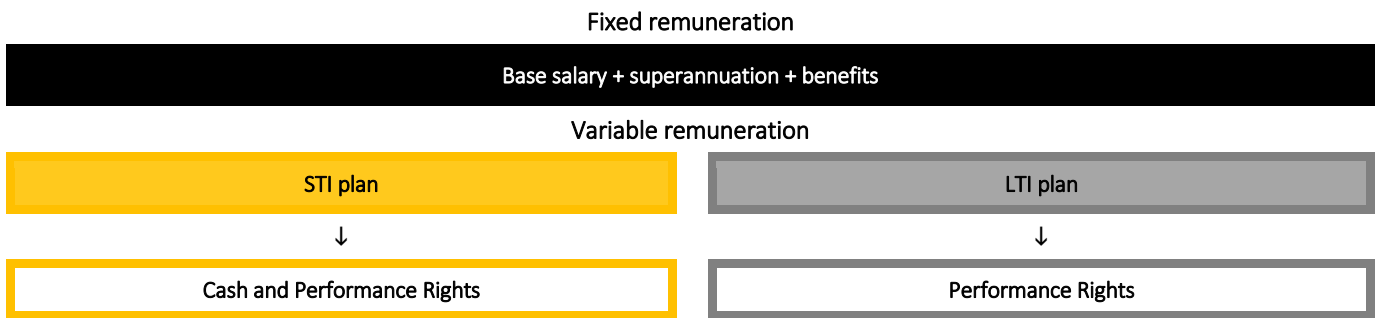 Fixed remuneration
Base salary + superannuation + benefits
Variable remuneration
STI plan
LTI plan
↓
↓
Cash and Performance Rights
Performance Rights